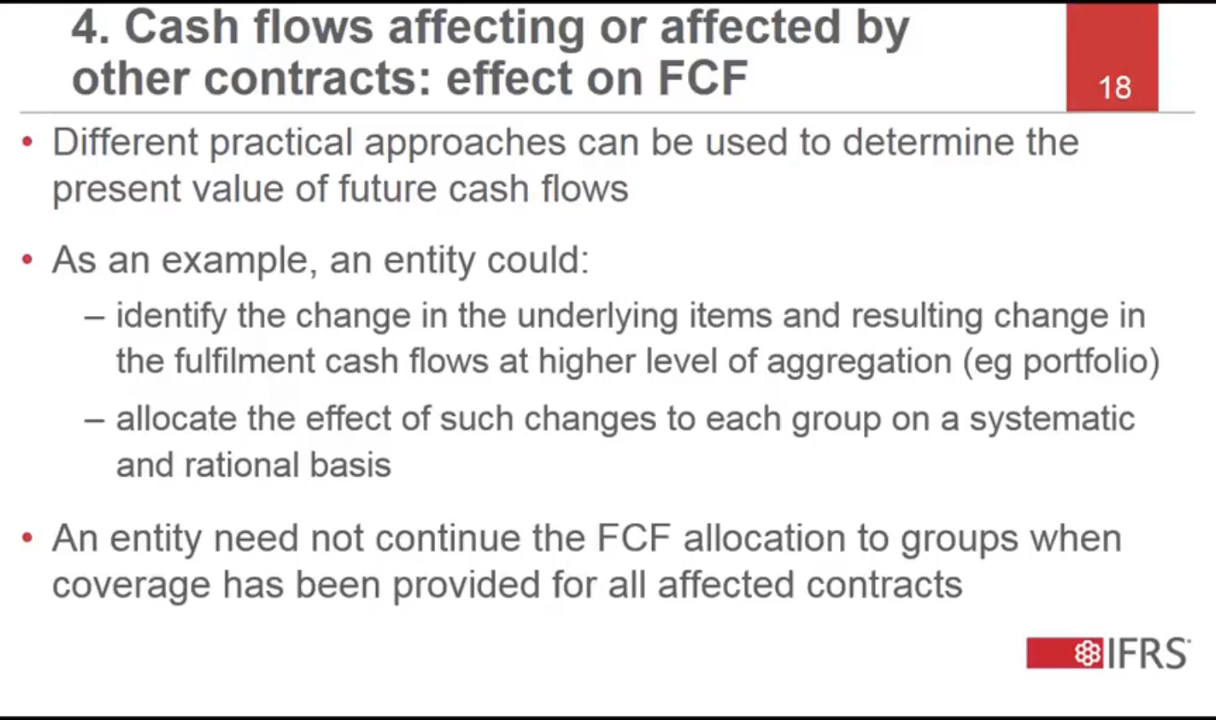 4. Cash flows affecting or affected by
other contracts: effect on FCF
18
• Different practical approaches can be used to determine the
present value of future cash flows
• As an example, an entity could:
– identify the change in the underlying items and resulting change in
the fulfilment cash flows at higher level of aggregation (eg portfolio)
– allocate the effect of such changes to each group on a systematic
and rational basis
• An entity need not continue the FCF allocation to groups when
coverage has been provided for all affected contracts
IFRS